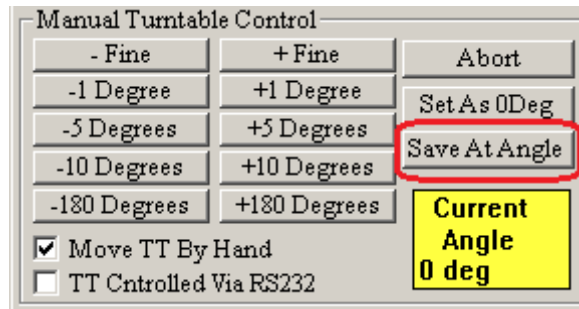 Manual Turntable Control
- Fine
+ Fine
Abort
-1 Degree
+1 Degree
Set As 0Deg
-5 Degrees
+5 Degrees
Save At Angle
-10 Degrees
+10 Degrees
-180 Degrees
+180 Degrees
Current
Angle
0 deg
Move TT By Hand
TT Cntrolled Via RS232